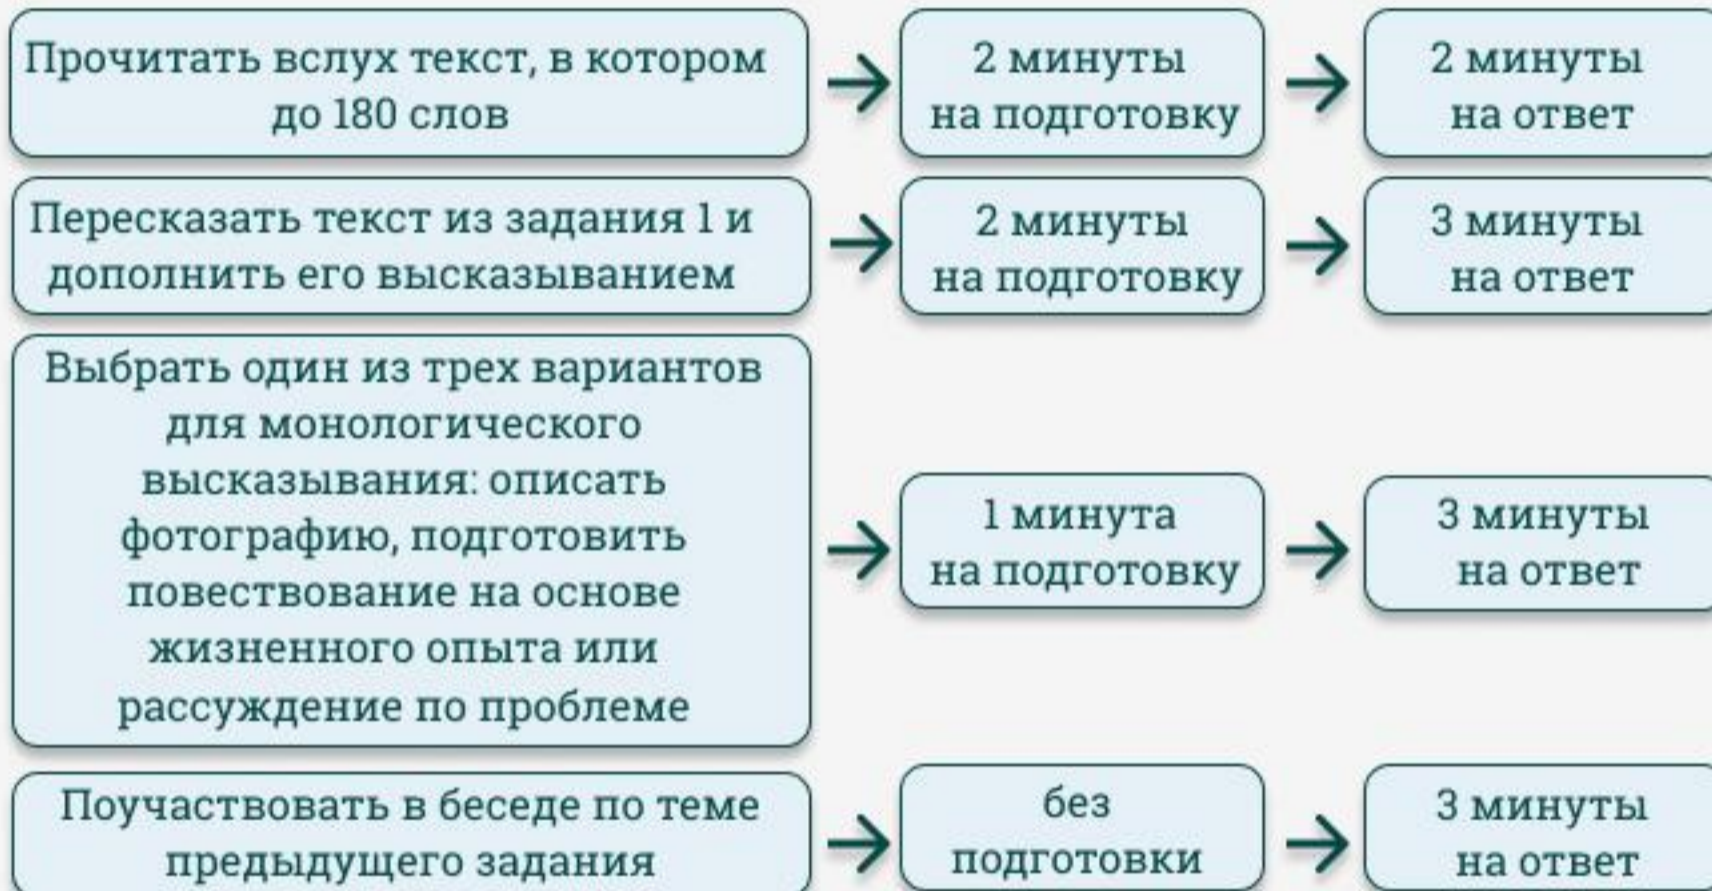 Прочитать вслух текст, в котором
до 180 слов
2 минуты
на подготовку
2 минуты
на ответ
Пересказать текст из задания 1 и
дополнить его высказыванием
2 минуты
на подготовку
3 минуты
на ответ
Выбрать один из трех вариантов
для монологического
высказывания: описать
фотографию, подготовить
повествование на основе
жизненного опыта или
рассуждение по проблеме
1 минута
на подготовку
3 минуты
на ответ
Поучаствовать в беседе по теме
предыдущего задания
без
подготовки
3 минуты
на ответ